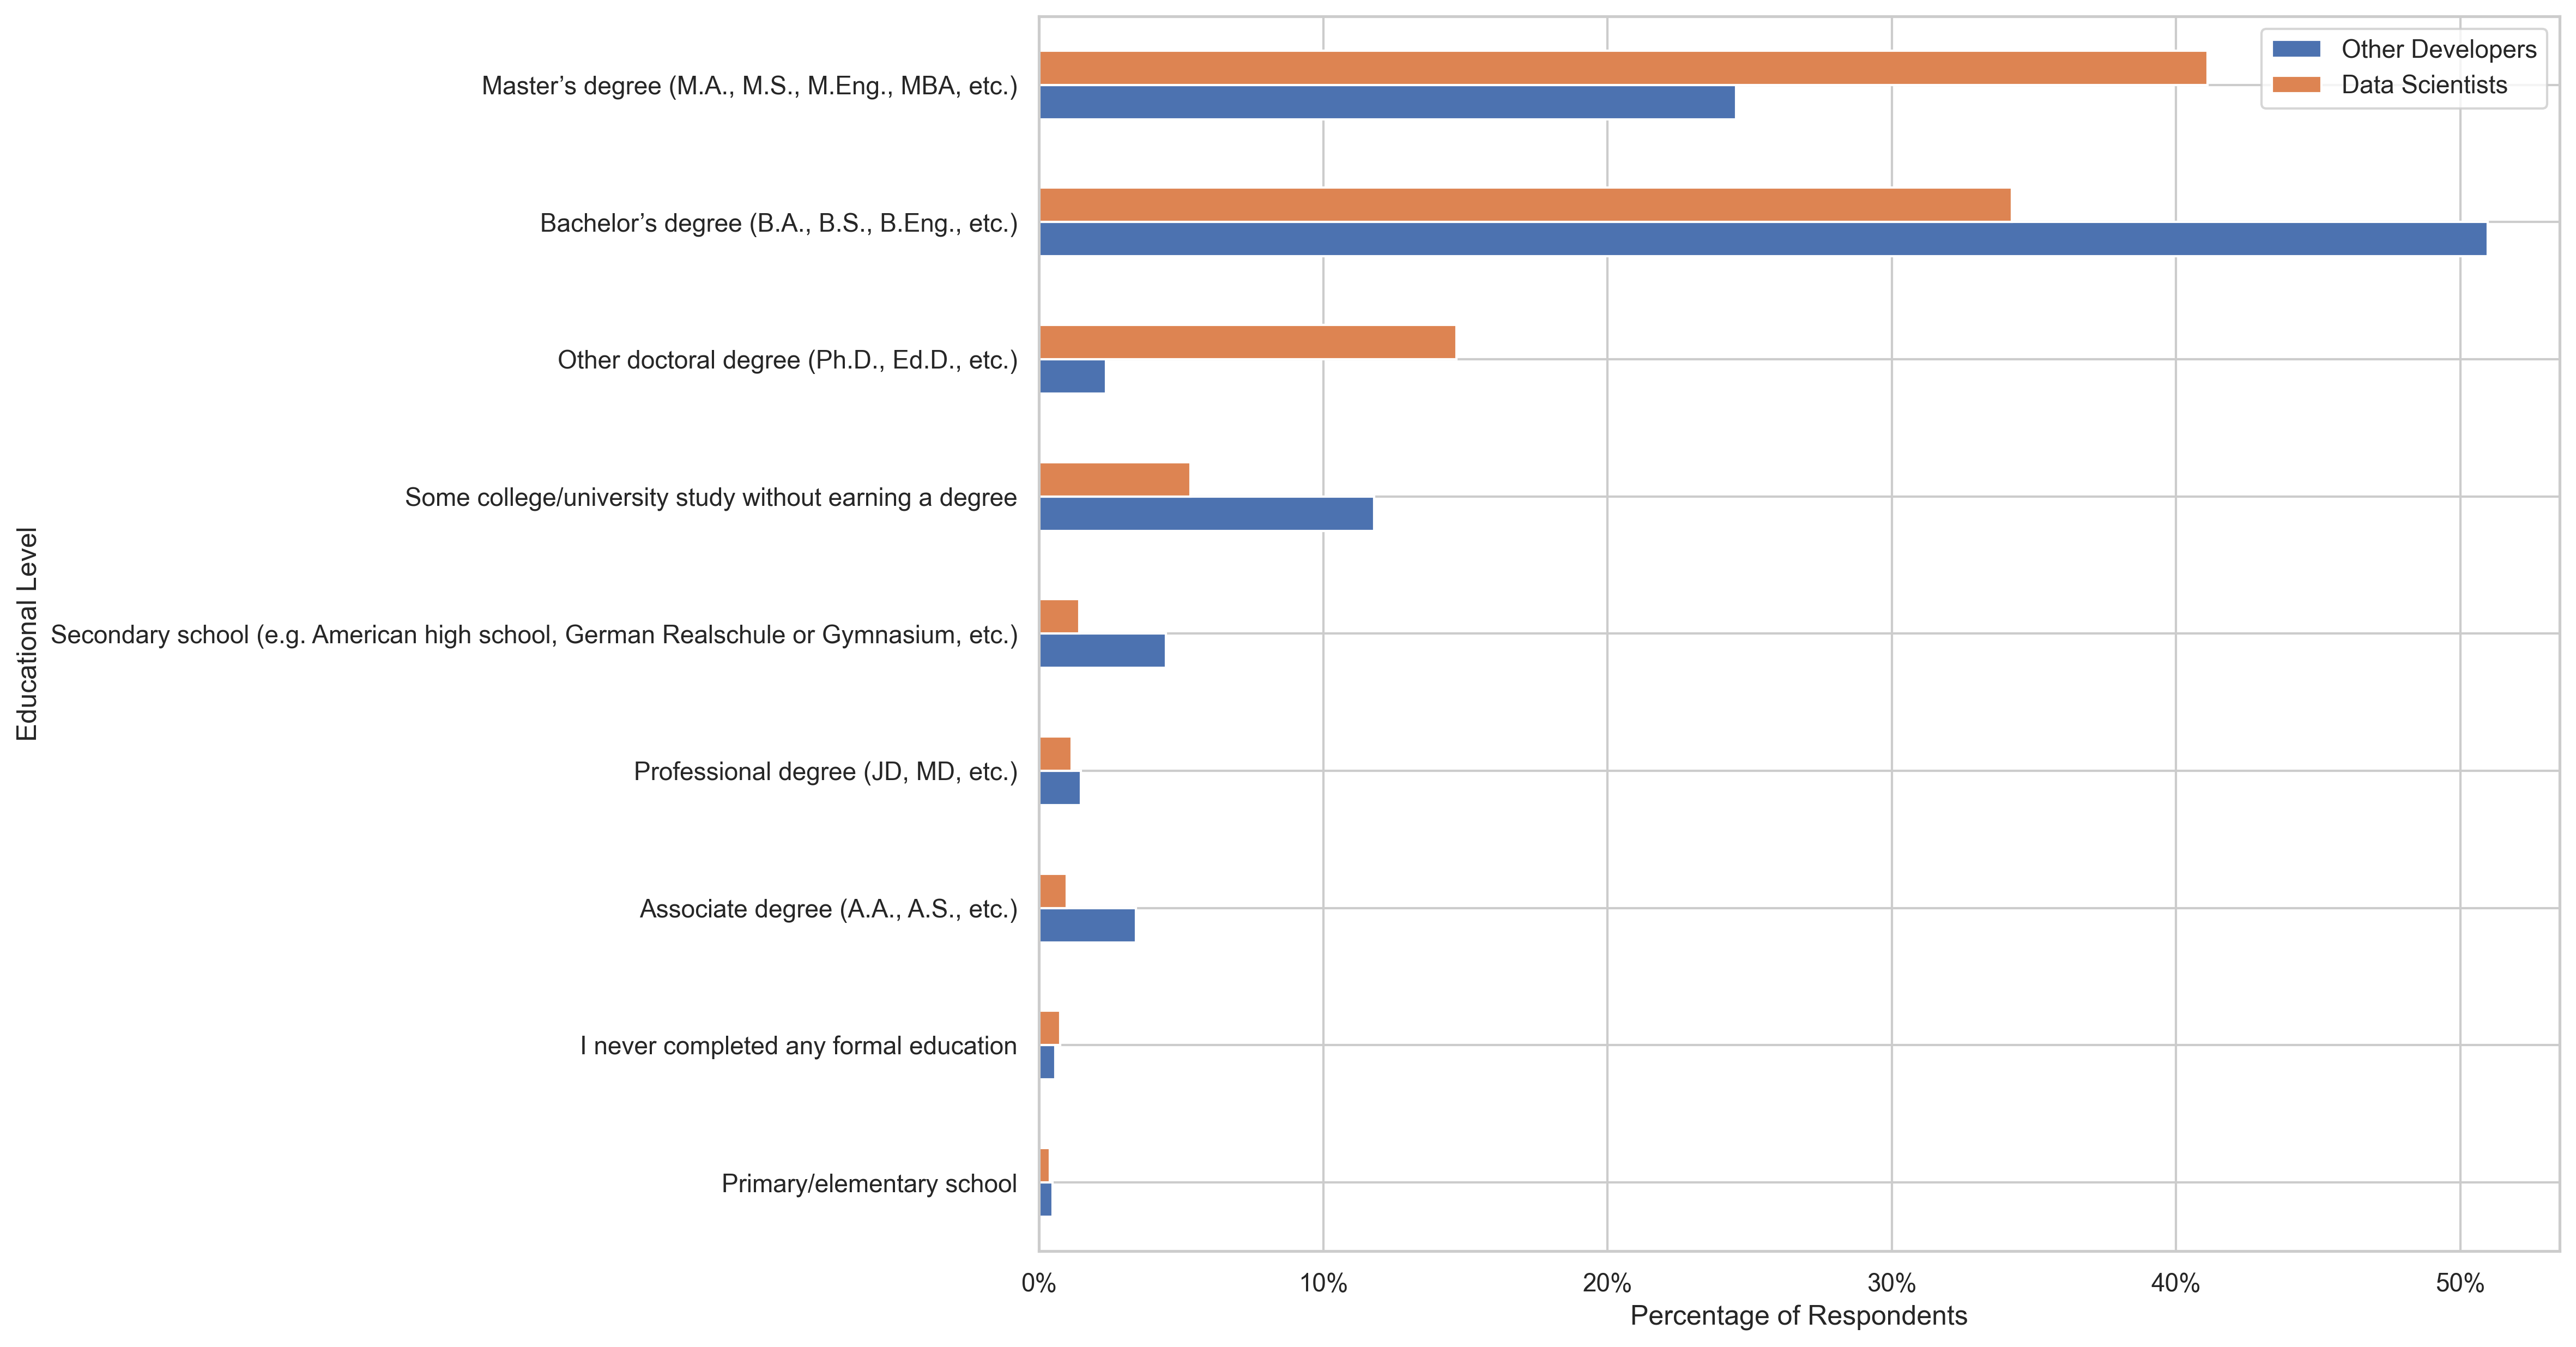 Other Developers
Data Scientists
Master’s degree (M.A., M.S., M.Eng., MBA, etc.)
Bachelor’s degree (B.A., B.S., B.Eng., etc.)
Other doctoral degree (Ph.D., Ed.D., etc.)
Some college/university study without earning a degree
Secondary school (e.g. American high school, German Realschule or Gymnasium, etc.)
Professional degree (JD, MD, etc.)
Associate degree (A.A., A.S., etc.)
I never completed any formal education
Primary/elementary school
Educational Level
0% 10% 20% 30% 40% 50%
Percentage of Respondents